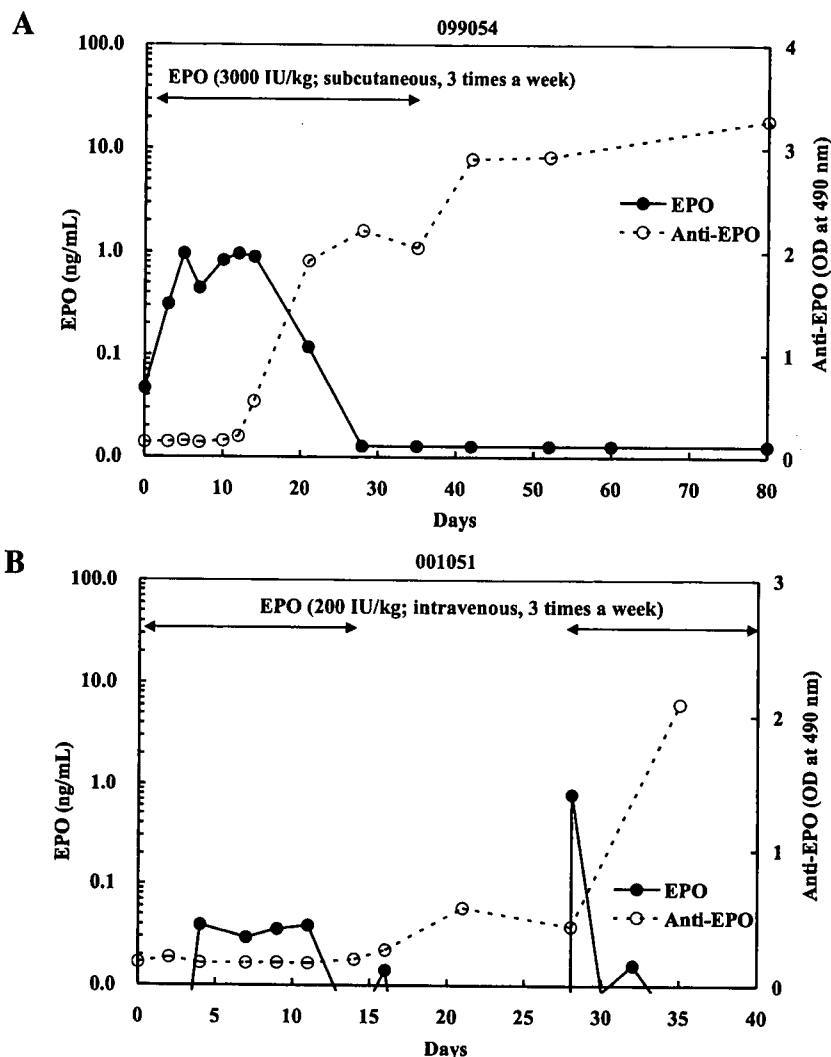 A
099054
100.0
10.0
1.0
0.1
0.0
EPO (ng/mL)
EPO (3000 IU/kg; subcutaneous, 3 times a week)
EPO
Anti-EPO
4
3
2
1
0
Anti-EPO (OD at 490 nm)
0 10 20 30 40 50 60 70 80
Days
B
001051
100.0
10.0
1.0
0.1
0.0
EPO (ng/mL)
EPO (200 IU/kg; intravenous, 3 times a week)
EPO
Anti-EPO
3
2
1
0
Anti-EPO (OD at 490 nm)
0 5 10 15 20 25 30 35 40
Days